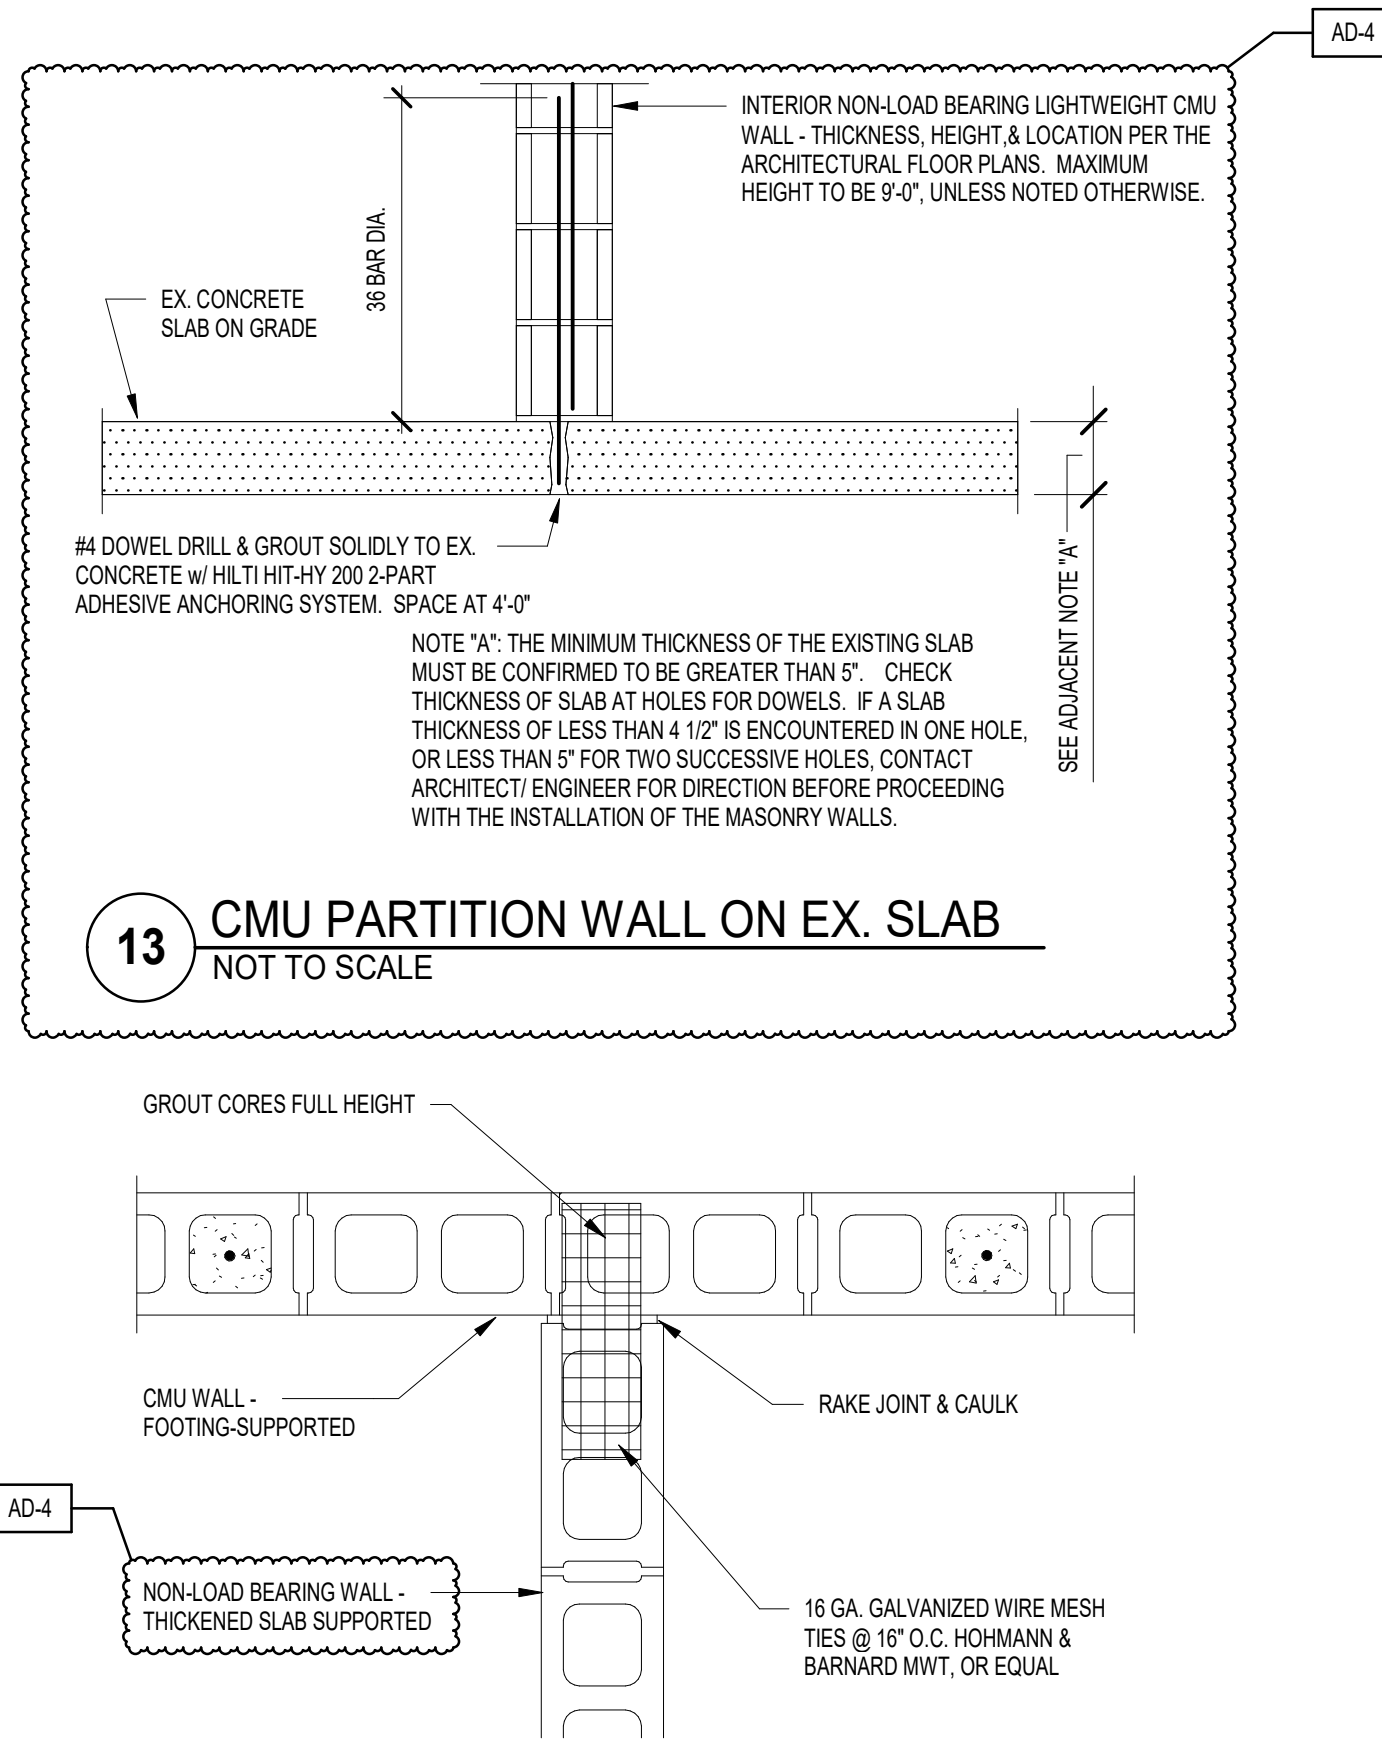 AD-4
INTERIOR NON-LOAD BEARING LIGHTWEIGHT CMU
WALL - THICKNESS, HEIGHT,& LOCATION PER THE
ARCHITECTURAL FLOOR PLANS. MAXIMUM
HEIGHT TO BE 9'-0", UNLESS NOTED OTHERWISE.
36 BAR DIA.
EX. CONCRETE
SLAB ON GRADE
#4 DOWEL DRILL & GROUT SOLIDLY TO EX.
CONCRETE w/ HILTI HIT-HY 200 2-PART
ADHESIVE ANCHORING SYSTEM. SPACE AT 4'-0"
SEE ADJACENT NOTE "A"
NOTE "A": THE MINIMUM THICKNESS OF THE EXISTING SLAB
MUST BE CONFIRMED TO BE GREATER THAN 5". CHECK
THICKNESS OF SLAB AT HOLES FOR DOWELS. IF A SLAB
THICKNESS OF LESS THAN 4 1/2" IS ENCOUNTERED IN ONE HOLE,
OR LESS THAN 5" FOR TWO SUCCESSIVE HOLES, CONTACT
ARCHITECT/ ENGINEER FOR DIRECTION BEFORE PROCEEDING
WITH THE INSTALLATION OF THE MASONRY WALLS.
13
CMU PARTITION WALL ON EX. SLAB
NOT TO SCALE
GROUT CORES FULL HEIGHT
CMU WALL -
FOOTING-SUPPORTED
RAKE JOINT & CAULK
AD-4
NON-LOAD BEARING WALL -
THICKENED SLAB SUPPORTED
16 GA. GALVANIZED WIRE MESH
TIES @ 16" O.C. HOHMANN &
BARNARD MWT, OR EQUAL